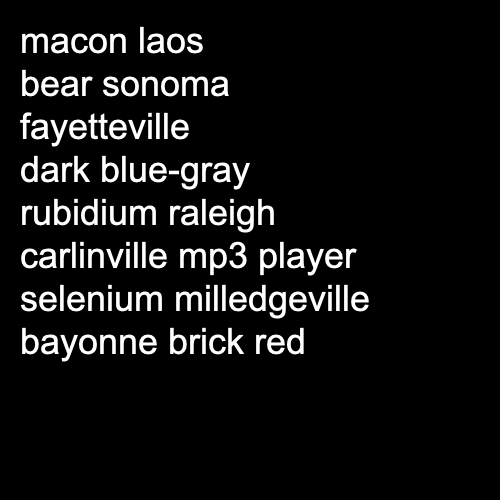 macon laos
bear sonoma
fayetteville
dark blue-gray
rubidium raleigh
carlinville mp3 player
selenium milledgeville
bayonne brick red